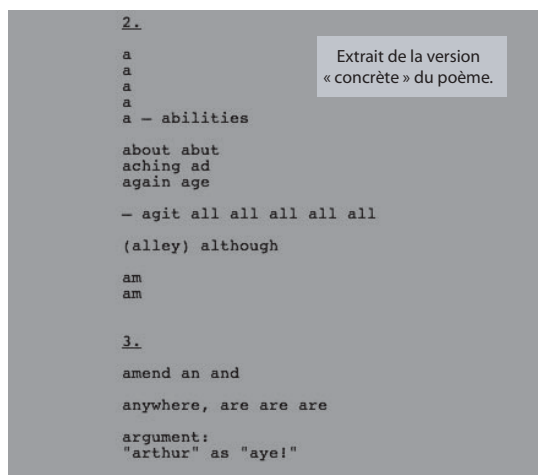 2.
Extrait de la version
« concrète » du poème.
a
a
a
a
a — abilities
about abut
aching ad
again age
— agit all all all all all
(alley) although
am
am
3.
amend an and
anywhere, are are are
argument:
"arthur" as "aye!"